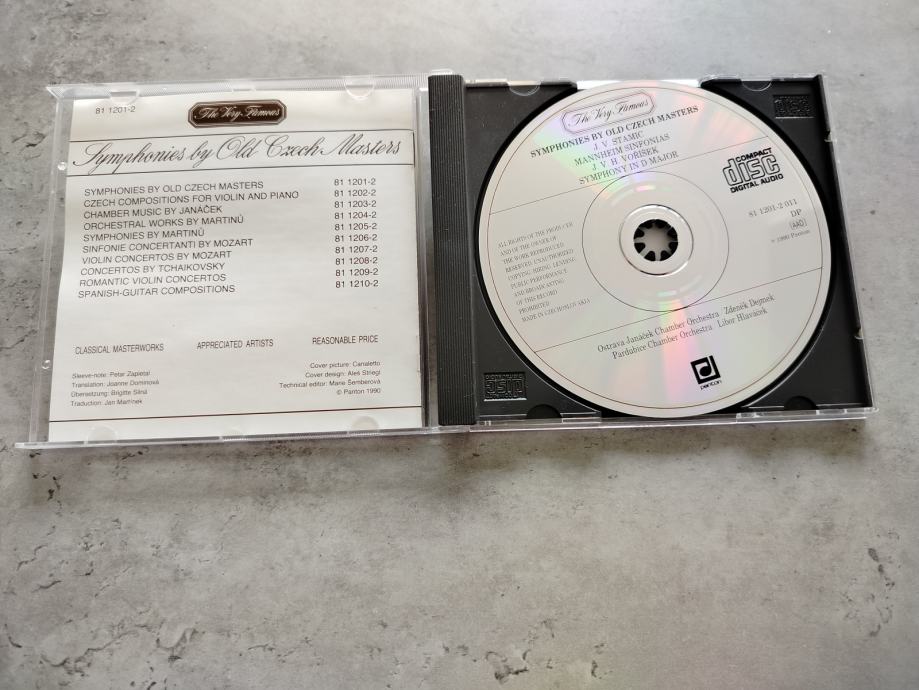 81 1201-2
The Very Famous
Symphonies by Old Czech Masters
SYMPHONIES BY OLD CZECH MASTERS 81 1201-2
CZECH COMPOSITIONS FOR VIOLIN AND PIANO 81 1202-2
CHAMBER MUSIC BY JANÁČEK 81 1203-2
ORCHESTRAL WORKS BY MARTINŮ 81 1204-2
SYMPHONIES BY MARTINŮ 81 1205-2
SINFONIE CONCERTANTI BY MOZART 81 1206-2
VIOLIN CONCERTOS BY MOZART 81 1207-2
CONCERTOS BY TCHAIKOVSKY 81 1208-2
ROMANTIC VIOLIN CONCERTOS 81 1209-2
SPANISH-GUITAR COMPOSITIONS 81 1210-2
CLASSICAL MASTERWORKS APPRECIATED ARTISTS REASONABLE PRICE
Sleeve-note: Petar Zapletal
Translation: Joanne Dominová
Übersetzung: Brigitte Silná
Traduction: Jan Martínek
Cover picture: Canaletto
Cover design: Aleš Striegl
Technical editor: Marie Šemberová
© Panton 1990
The Very Famous
SYMPHONIES BY OLD CZECH MASTERS
J. V. STAMIC
MANNHEIM SINFONIAS
J. V. H. VOŘÍŠEK
SYMPHONY IN D MAJOR
COMPACT
disc
DIGITAL AUDIO
81 1201-2 011
DP
AAD
℗ 1990 Panton
ALL RIGHTS OF THE PRODUCER
AND OF THE OWNER OF
THE WORK REPRODUCED
RESERVED. UNAUTHORIZED
COPYING, HIRING, LENDING,
PUBLIC PERFORMANCE
AND BROADCASTING
OF THIS RECORD
PROHIBITED.
MADE IN CZECHOSLOVAKIA
Ostrava Janáček Chamber Orchestra Zdeněk Dejmek
Pardubice Chamber Orchestra Libor Hlaváček
panton